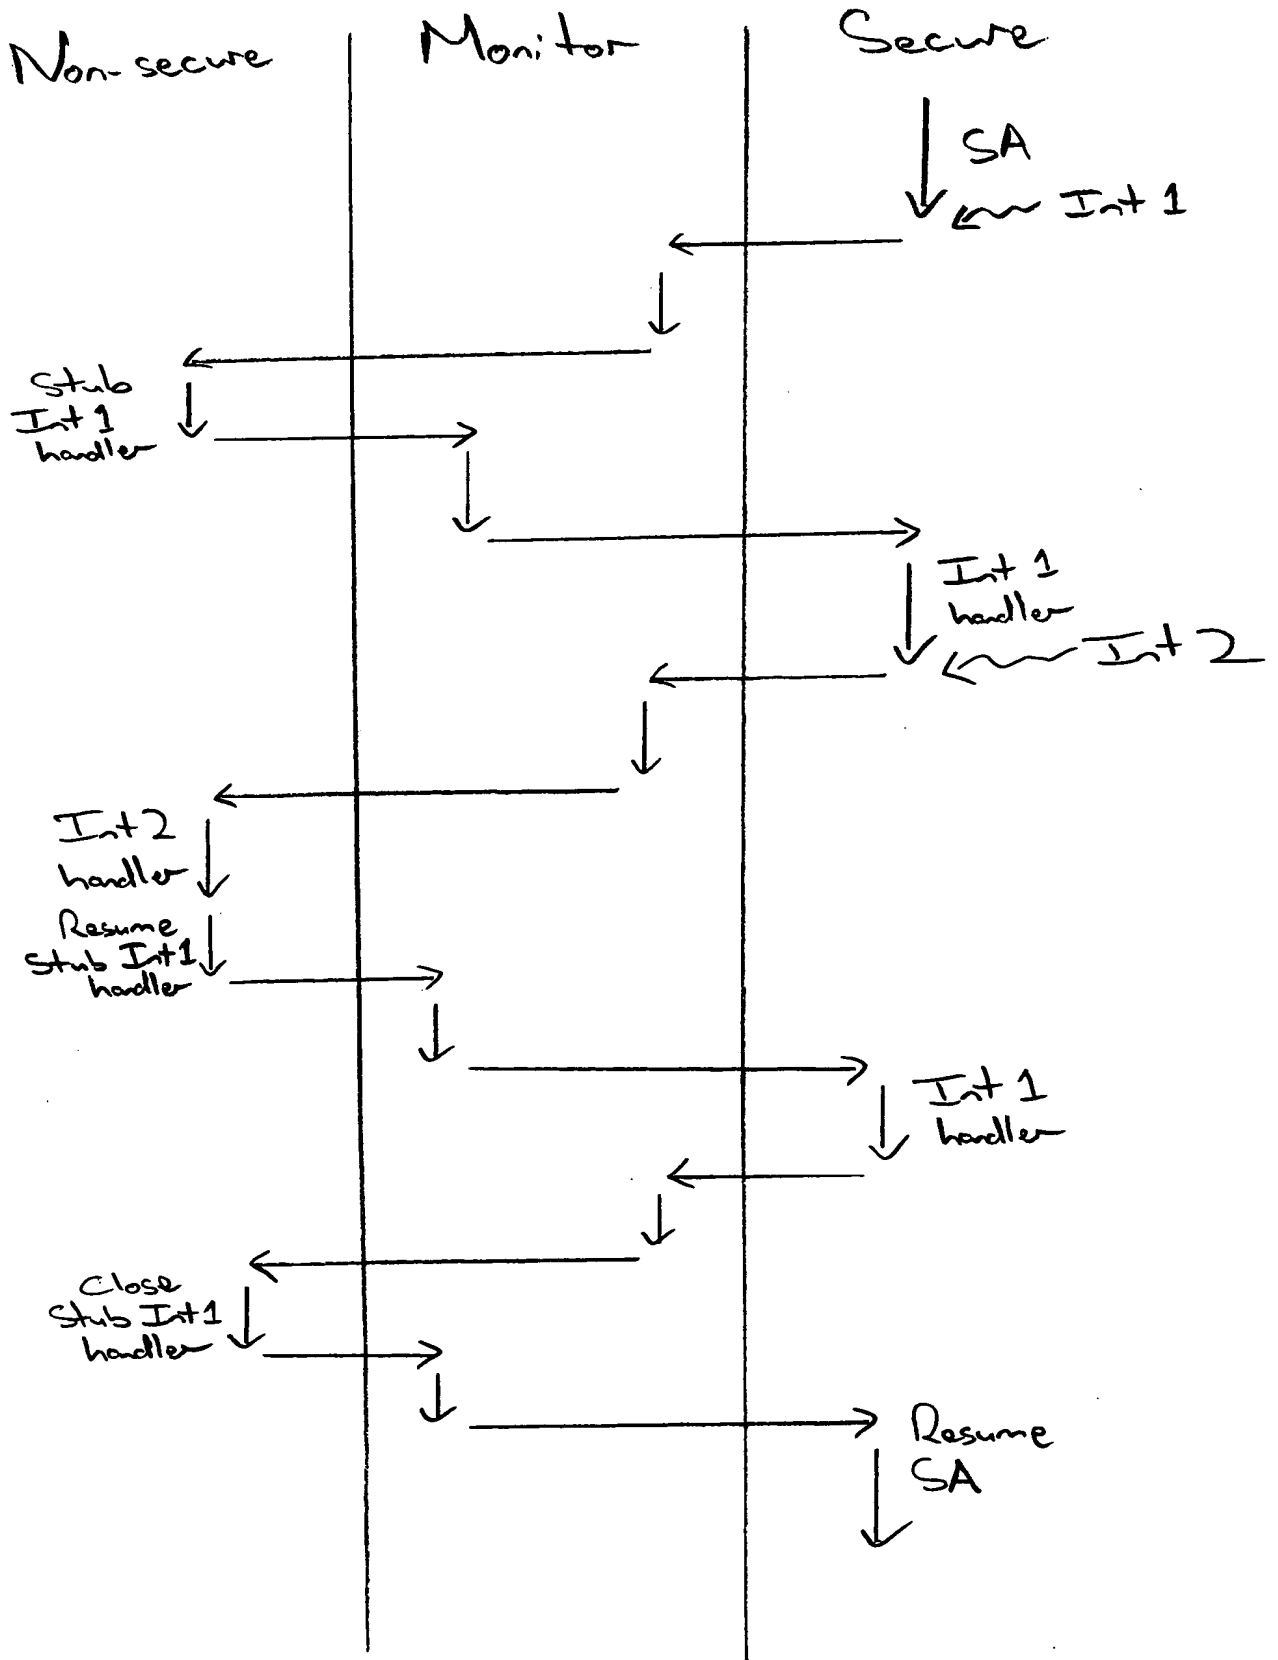 Non-secure
Monitor
Secure
SA
Int 1
Stub
Int 1
handler
Int 1
handler
Int 2
Int 2
handler
Resume
Stub Int 1
handler
Int 1
handler
Close
Stub Int 1
handler
Resume
SA